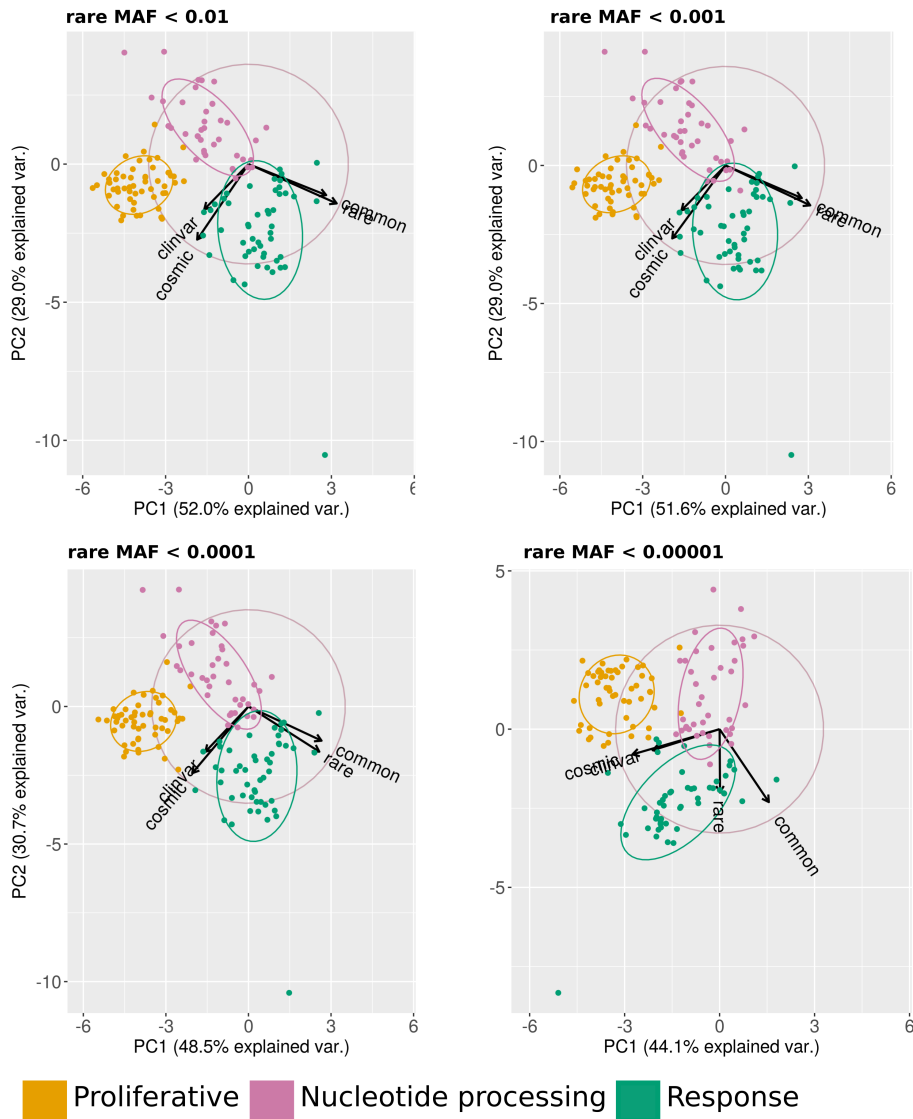 rare MAF < 0.01
rare MAF < 0.001
PC2 (29.0% explained var.)
0
-5
-10
-6
-3
0
3
6
PC1 (52.0% explained var.)
common
rare
clinvar
cosmic
PC2 (29.0% explained var.)
0
-5
-10
-6
-3
0
3
6
PC1 (51.6% explained var.)
common
rare
clinvar
cosmic
rare MAF < 0.0001
rare MAF < 0.00001
PC2 (30.7% explained var.)
0
-5
-10
-6
-3
0
3
6
PC1 (48.5% explained var.)
common
rare
clinvar
cosmic
5
0
-5
-6
-3
0
3
6
PC1 (44.1% explained var.)
cosmic
clinvar
rare
common
Proliferative
Nucleotide processing
Response